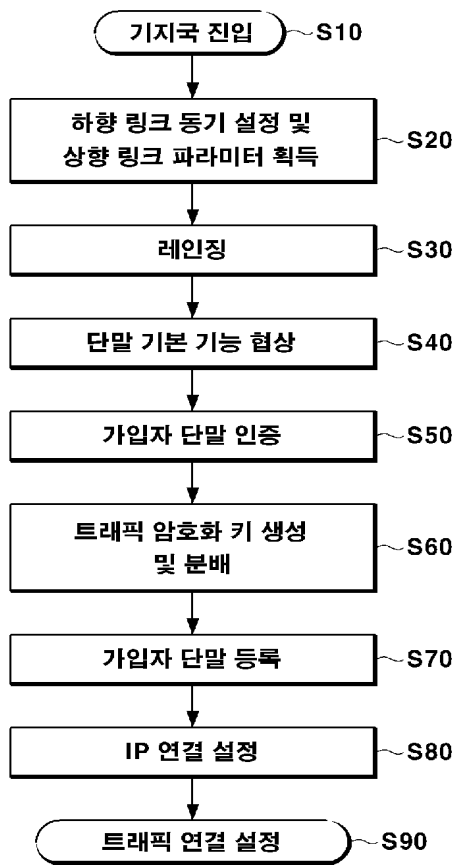 기지국 진입 S10
하향 링크 동기 설정 및
상향 링크 파라미터 획득 S20
레인징 S30
단말 기본 기능 협상 S40
가입자 단말 인증 S50
트래픽 암호화 키 생성
및 분배 S60
가입자 단말 등록 S70
IP 연결 설정 S80
트래픽 연결 설정 S90